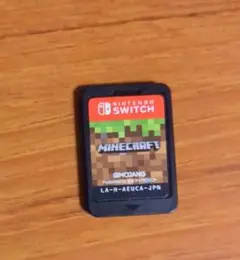 NINTENDO
SWITCH
MINECRAFT
MOJANG
LA-H-AEUCA-JPN